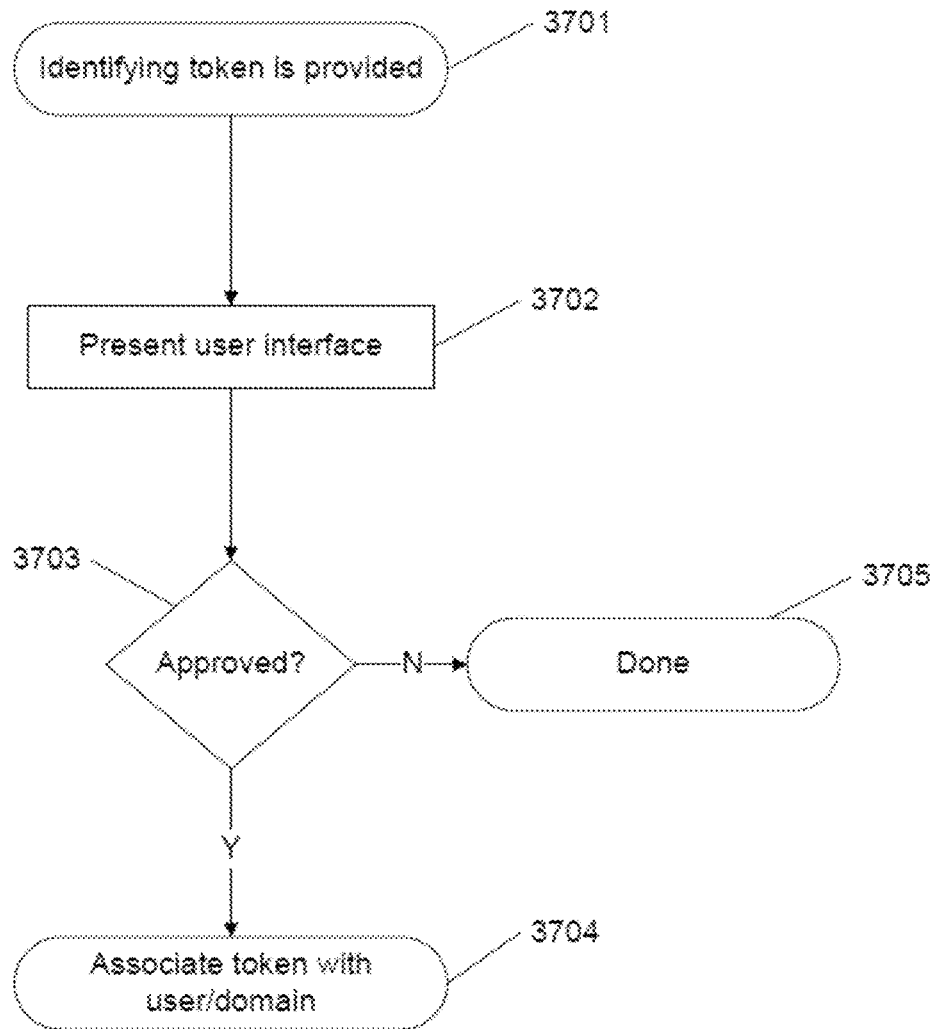 3701
Identifying token is provided
3702
Present user interface
3703
3705
Approved?
N
Done
Y
3704
Associate token with
user/domain